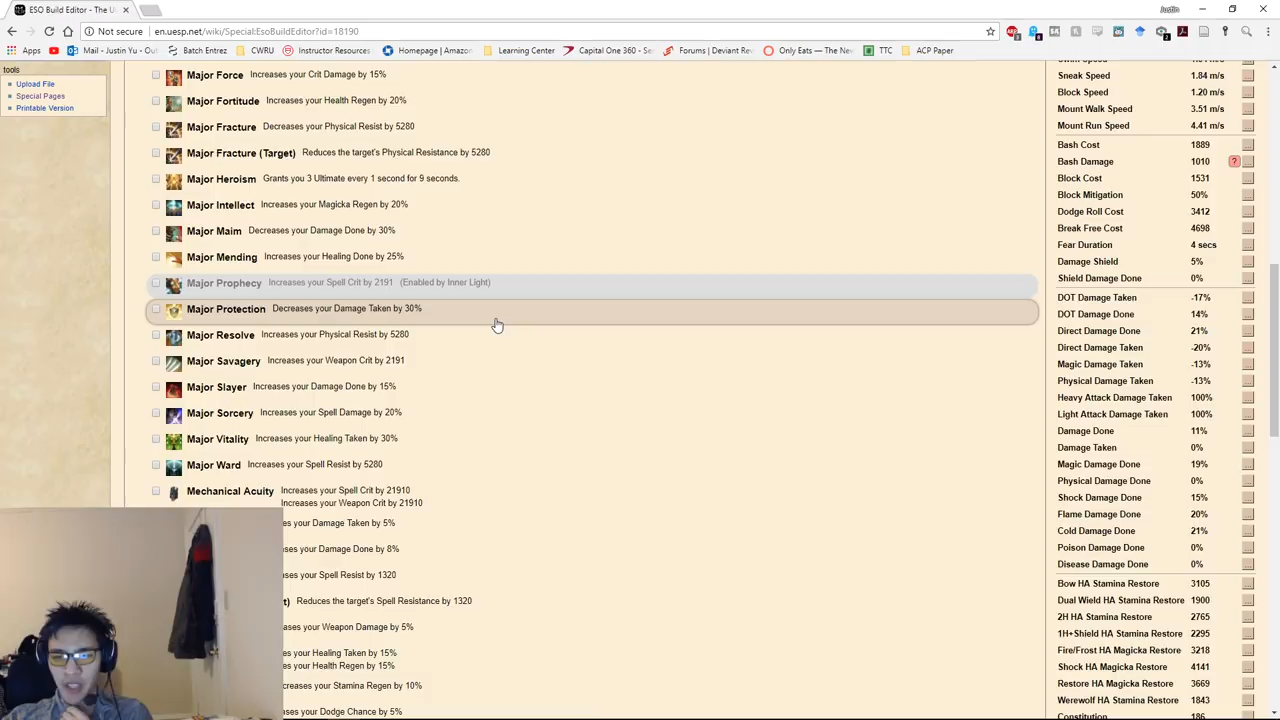 ESO Build Editor - The U
Justin
Not secure | en.uesp.net/wiki/Special:EsoBuildEditor?id=18190
Apps
Mail - Justin Yu - Out
Batch Entrez
CWRU
Instructor Resources
Homepage | Amazon
Learning Center
Capital One 360 - Se
Forums | Deviant Re
Only Eats — The Ne
TTC
ACP Paper
tools
Upload File
Special Pages
Printable Version
Major Force Increases your Crit Damage by 15%
Major Fortitude Increases your Health Regen by 20%
Major Fracture Decreases your Physical Resist by 5280
Major Fracture (Target) Reduces the target's Physical Resistance by 5280
Major Heroism Grants you 3 Ultimate every 1 second for 9 seconds.
Major Intellect Increases your Magicka Regen by 20%
Major Maim Decreases your Damage Done by 30%
Major Mending Increases your Healing Done by 25%
Major Prophecy Increases your Spell Crit by 2191 (Enabled by Inner Light)
Major Protection Decreases your Damage Taken by 30%
Major Resolve Increases your Physical Resist by 5280
Major Savagery Increases your Weapon Crit by 2191
Major Slayer Increases your Damage Done by 15%
Major Sorcery Increases your Spell Damage by 20%
Major Vitality Increases your Healing Taken by 30%
Major Ward Increases your Spell Resist by 5280
Mechanical Acuity Increases your Spell Crit by 21910
Increases your Weapon Crit by 21910
ses your Damage Taken by 5%
ses your Damage Done by 8%
ses your Spell Resist by 1320
t) Reduces the target's Spell Resistance by 1320
ses your Weapon Damage by 5%
ses your Healing Taken by 15%
ses your Health Regen by 15%
creases your Stamina Regen by 10%
creases your Dodge Chance by 5%
Sneak Speed 1.84 m/s
Block Speed 1.20 m/s
Mount Walk Speed 3.51 m/s
Mount Run Speed 4.41 m/s
Bash Cost 1889
Bash Damage 1010 ?
Block Cost 1531
Block Mitigation 50%
Dodge Roll Cost 3412
Break Free Cost 4698
Fear Duration 4 secs
Damage Shield 5%
Shield Damage Done 0%
DOT Damage Taken -17%
DOT Damage Done 14%
Direct Damage Done 21%
Direct Damage Taken -20%
Magic Damage Taken -13%
Physical Damage Taken -13%
Heavy Attack Damage Taken 100%
Light Attack Damage Taken 100%
Damage Done 11%
Damage Taken 0%
Magic Damage Done 19%
Physical Damage Done 0%
Shock Damage Done 15%
Flame Damage Done 20%
Cold Damage Done 21%
Poison Damage Done 0%
Disease Damage Done 0%
Bow HA Stamina Restore 3105
Dual Wield HA Stamina Restore 1900
2H HA Stamina Restore 2765
1H+Shield HA Stamina Restore 2295
Fire/Frost HA Magicka Restore 3218
Shock HA Magicka Restore 4141
Restore HA Magicka Restore 3669
Werewolf HA Stamina Restore 1843
Constitution 186